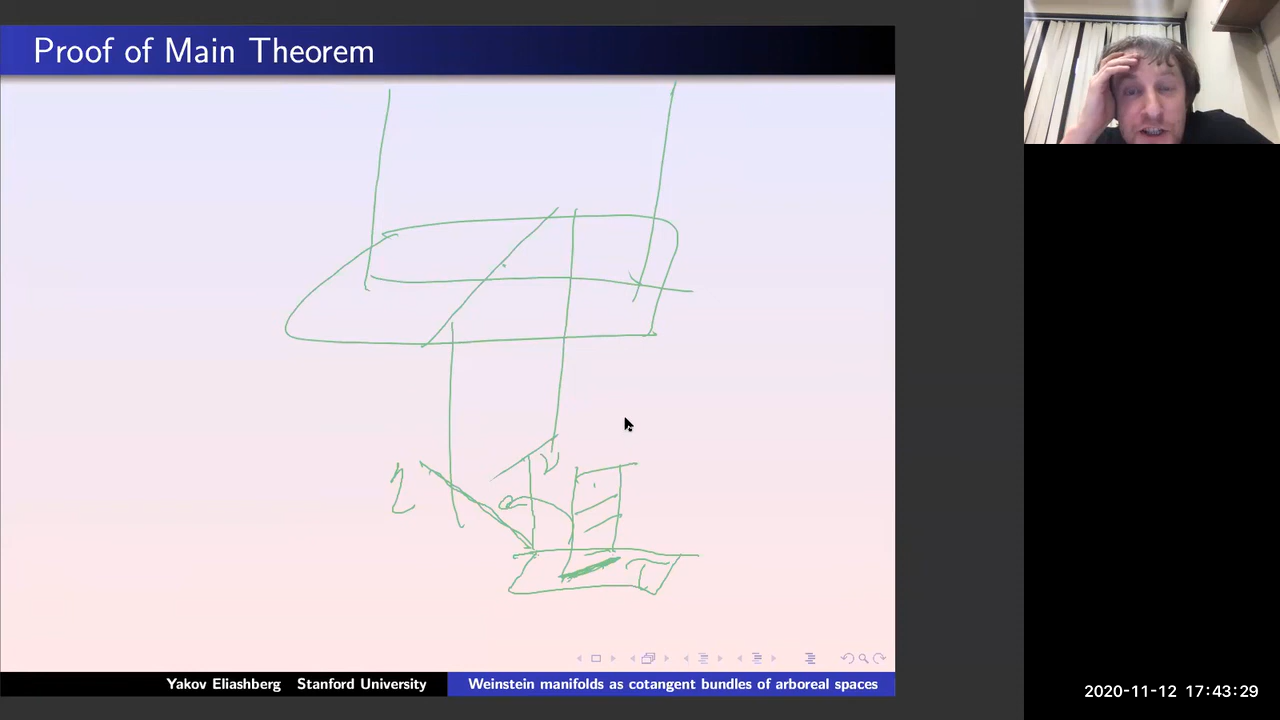 Proof of Main Theorem
Yakov Eliashberg Stanford University
Weinstein manifolds as cotangent bundles of arboreal spaces
2020-11-12 17:43:29